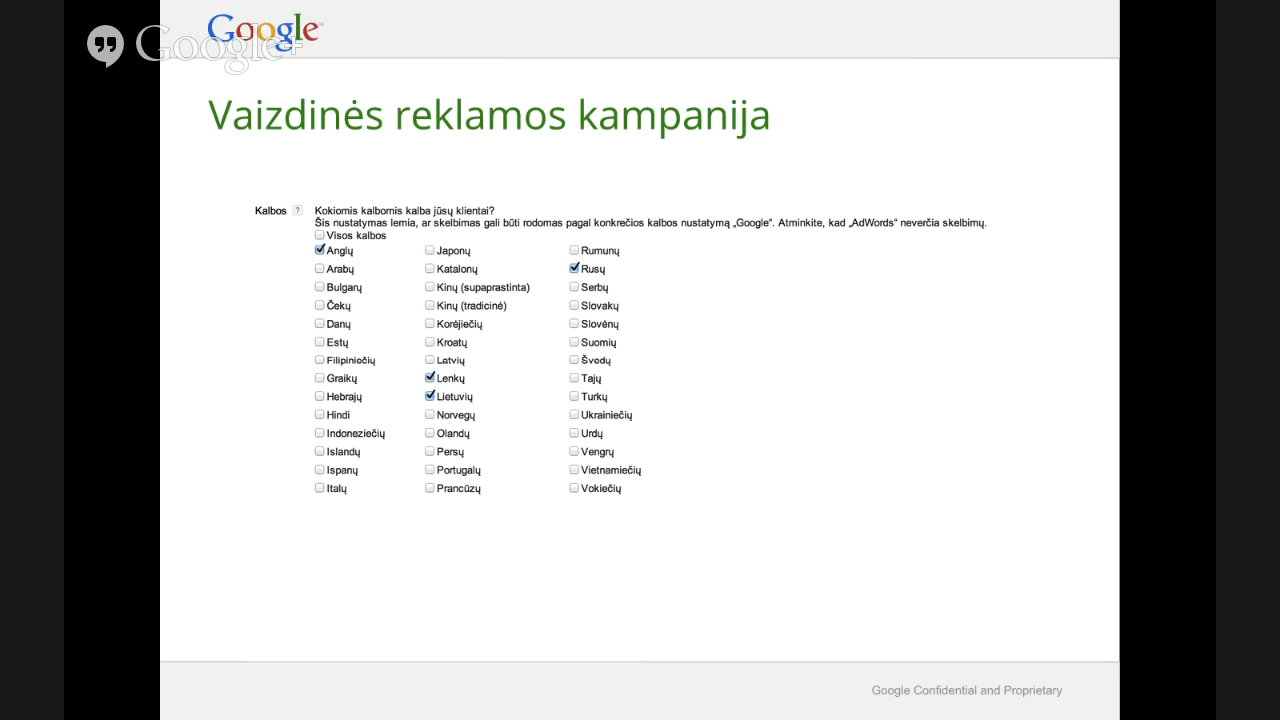 Google
Google+
Vaizdinės reklamos kampanija
Kalbos ? Kokiomis kalbomis kalba jūsų klientai?
Šis nustatymas lemia, ar skelbimas gali būti rodomas pagal konkrečios kalbos nustatymą „Google“. Atminkite, kad „AdWords“ neverčia skelbimų.
Visos kalbos
Anglų Japonų Rumunų
Arabų Katalonų Rusų
Bulgarų Kinų (supaprastinta) Serbų
Čekų Kinų (tradicinė) Slovakų
Danų Korėjiečių Slovėnų
Estų Kroatų Suomių
Filipiniečių Latvių Švedų
Graikų Lenkų Tajų
Hebrajų Lietuvių Turkų
Hindi Norvegų Ukrainiečių
Indoneziečių Olandų Urdų
Islandų Persų Vengrų
Ispanų Portugalų Vietnamiečių
Italų Prancūzų Vokiečių
Google Confidential and Proprietary